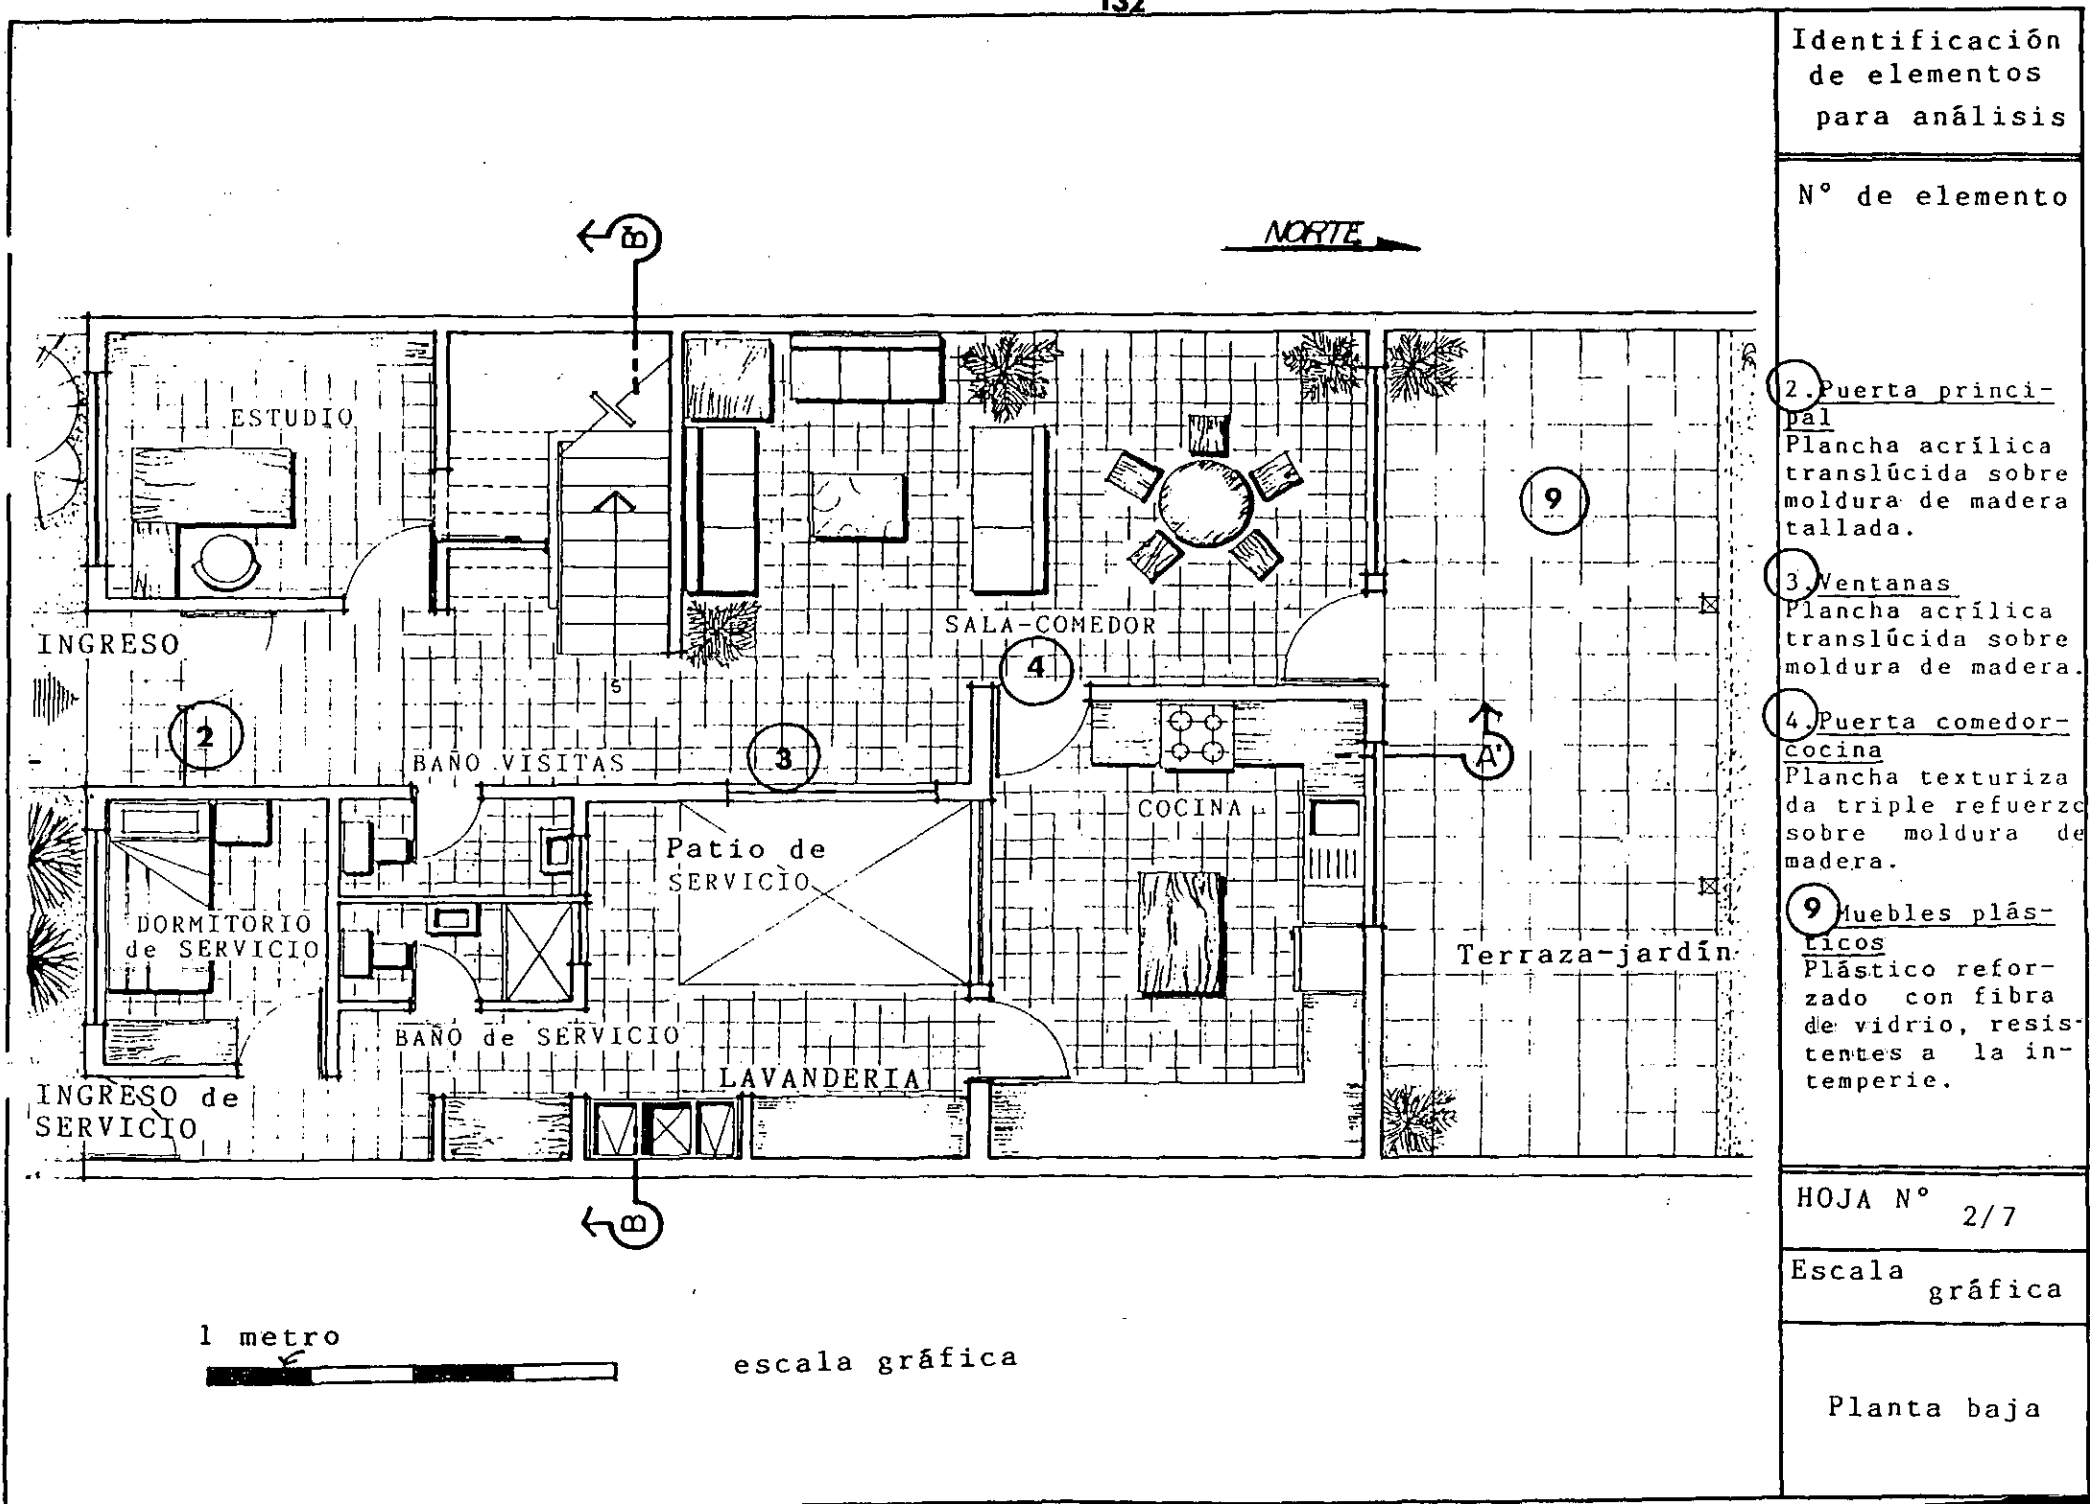 132
Identificación
de elementos
para análisis
N° de elemento
2.Puerta princi-
pal
Plancha acrílica
translúcida sobre
moldura de madera
tallada.
3.Ventanas
Plancha acrílica
translúcida sobre
moldura de madera.
4.Puerta comedor-
cocina
Plancha texturiza
da triple refuerzo
sobre moldura de
madera.
9 Muebles plás-
ticos
Plástico refor-
zado con fibra
de vidrio, resis-
tentes a la in-
temperie.
HOJA N° 2/7
Escala gráfica
Planta baja
B
NORTE
ESTUDIO
9
INGRESO
SALA-COMEDOR
4
S
2
BAÑO VISITAS
3
A'
COCINA
Patio de
SERVICIO
DORMITORIO
de SERVICIO
Terraza-jardín
BAÑO de SERVICIO
LAVANDERIA
INGRESO de
SERVICIO
B
1 metro
escala gráfica